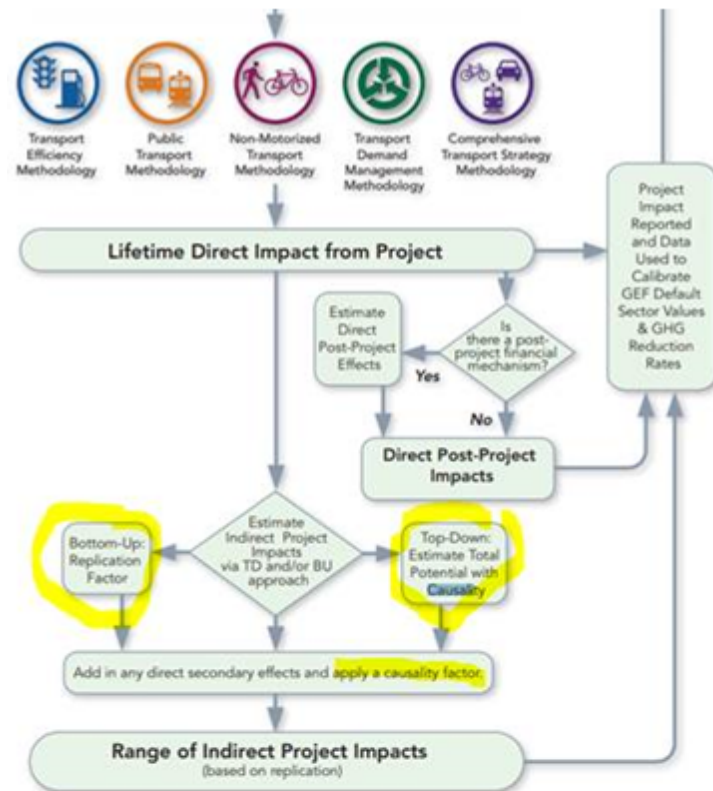 Transport
Efficiency
Methodology
Public
Transport
Methodology
Non-Motorized
Transport
Methodology
Transport
Demand
Management
Methodology
Comprehensive
Transport Strategy
Methodology
Lifetime Direct Impact from Project
Project
Impact
Reported
and Data
Used to
Calibrate
GEF Default
Sector Values
& GHG
Reduction
Rates
Estimate
Direct
Post-Project
Effects
Is
there a post-
project financial
mechanism?
Yes
No
Direct Post-Project
Impacts
Bottom-Up:
Replication
Factor
Estimate
Indirect Project
Impacts
via TD and/or BU
approach
Top-Down:
Estimate Total
Potential with
Causality
Add in any direct secondary effects and apply a causality factor.
Range of Indirect Project Impacts
(based on replication)